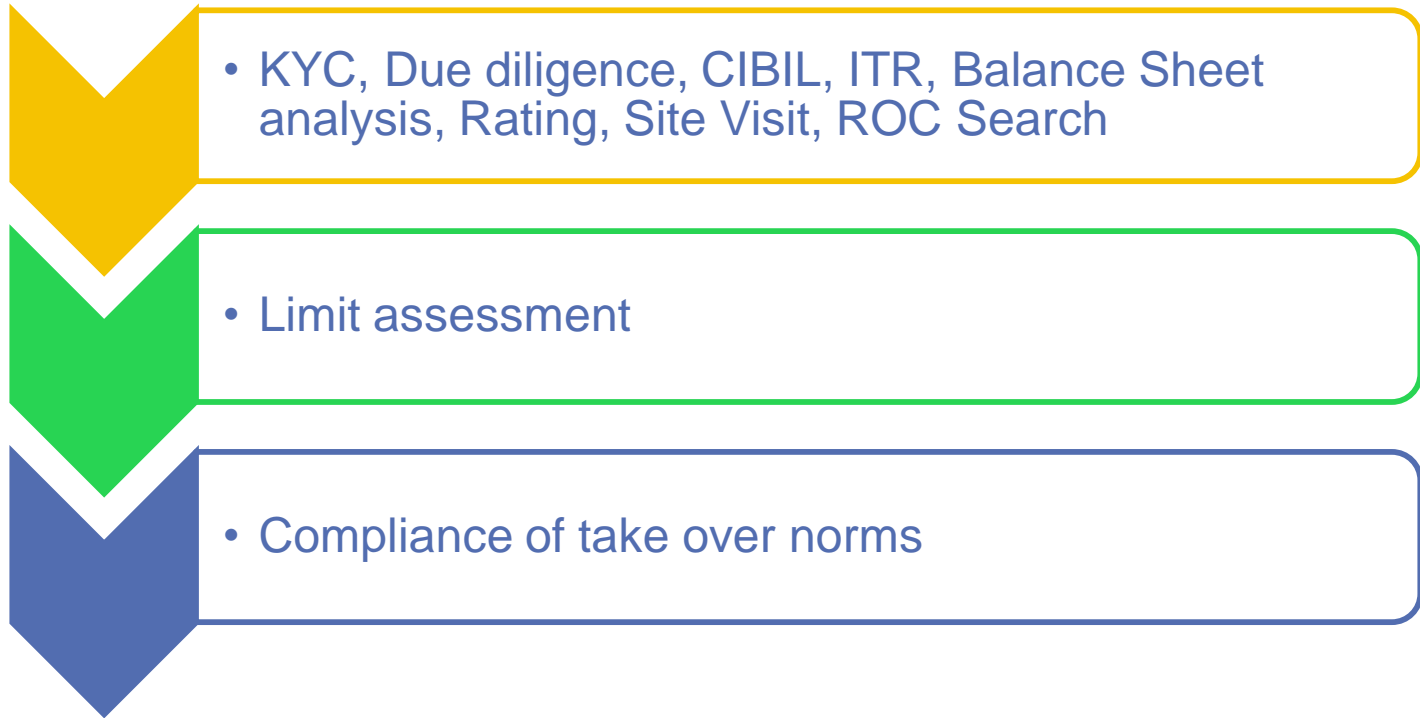 • KYC, Due diligence, CIBIL, ITR, Balance Sheet
analysis, Rating, Site Visit, ROC Search
• Limit assessment
• Compliance of take over norms